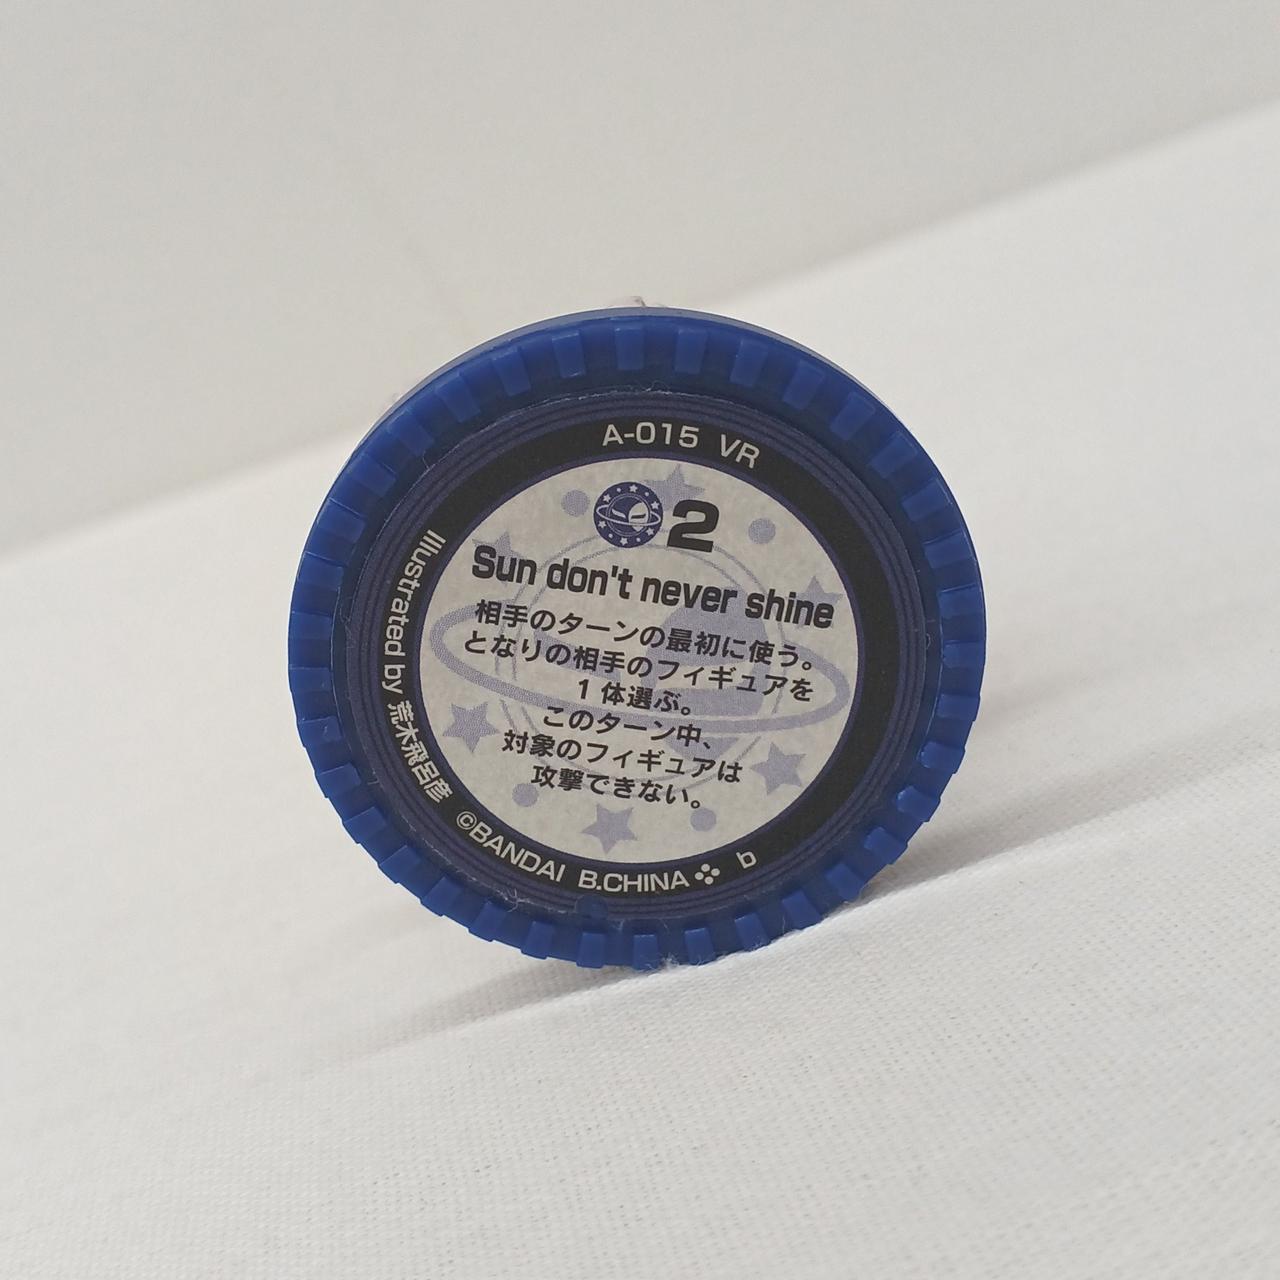 A-015 VR
2
Sun don't never shine
相手のターンの最初に使う。
となりの相手のフィギュアを
1体選ぶ。
このターン中、
対象のフィギュアは
攻撃できない。
Illustrated by 荒木飛呂彦
©BANDAI B.CHINA b